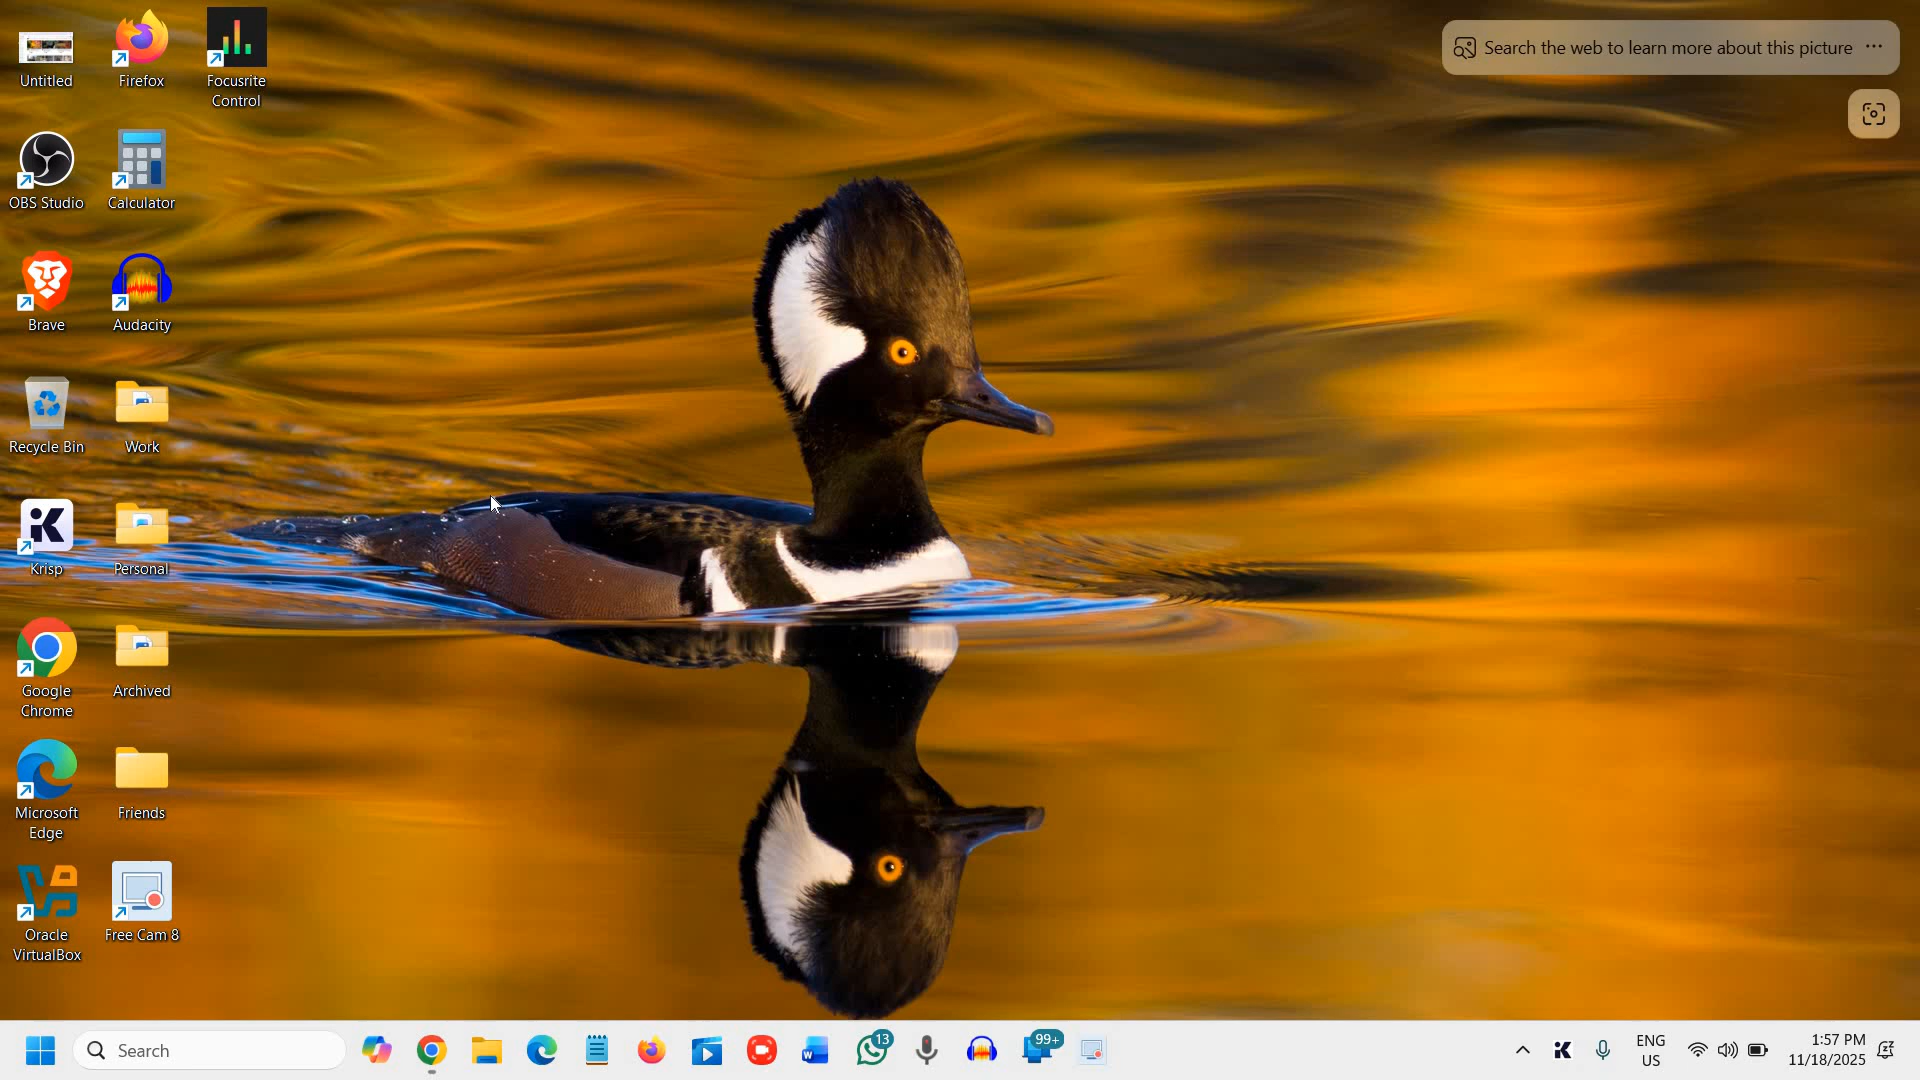 Untitled
Firefox
Focusrite
Control
OBS Studio
Calculator
Brave
Audacity
Recycle Bin
Work
Krisp
Personal
Google
Chrome
Archived
Microsoft
Edge
Friends
Oracle
VirtualBox
Free Cam 8
Search the web to learn more about this picture
Search
13
99+
ENG
US
1:57 PM
11/18/2025